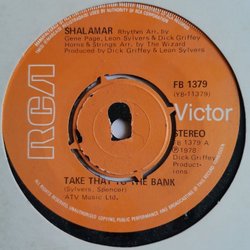 SHALAMAR Rhythm Arr. by
Gene Page, Leon Sylvers & Dick Griffey
Horns & Strings Arr. by The Wizard
Produced by Dick Griffey & Leon Sylvers
FB 1379
(YB-11379)
RCA
Victor
STEREO
FB 1379 A
℗ 1978
Dick Griffey
Productions
TAKE THAT TO THE BANK
(Sylvers, Spencer)
ATV Music Ltd.